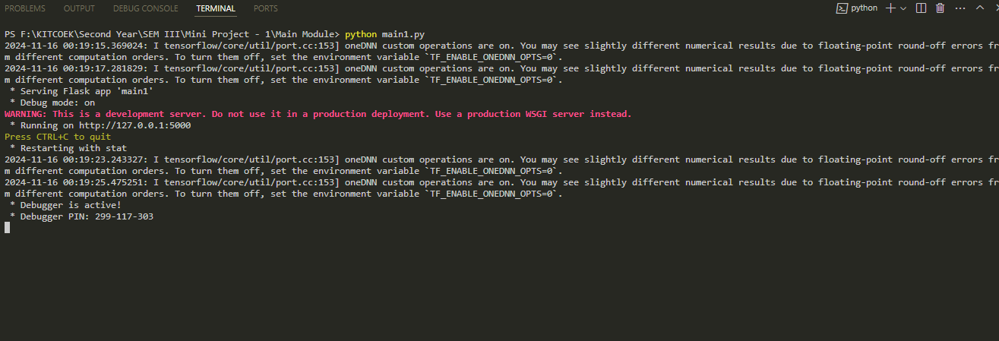 PROBLEMS OUTPUT DEBUG CONSOLE TERMINAL PORTS python
PS F:\KITCOEK\Second Year\SEM III\Mini Project - 1\Main Module> python main1.py
2024-11-16 00:19:15.369024: I tensorflow/core/util/port.cc:153] oneDNN custom operations are on. You may see slightly different numerical results due to floating-point round-off errors fro
m different computation orders. To turn them off, set the environment variable `TF_ENABLE_ONEDNN_OPTS=0`.
2024-11-16 00:19:17.281829: I tensorflow/core/util/port.cc:153] oneDNN custom operations are on. You may see slightly different numerical results due to floating-point round-off errors fro
m different computation orders. To turn them off, set the environment variable `TF_ENABLE_ONEDNN_OPTS=0`.
 * Serving Flask app 'main1'
 * Debug mode: on
WARNING: This is a development server. Do not use it in a production deployment. Use a production WSGI server instead.
 * Running on http://127.0.0.1:5000
Press CTRL+C to quit
 * Restarting with stat
2024-11-16 00:19:23.243327: I tensorflow/core/util/port.cc:153] oneDNN custom operations are on. You may see slightly different numerical results due to floating-point round-off errors fro
m different computation orders. To turn them off, set the environment variable `TF_ENABLE_ONEDNN_OPTS=0`.
2024-11-16 00:19:25.475251: I tensorflow/core/util/port.cc:153] oneDNN custom operations are on. You may see slightly different numerical results due to floating-point round-off errors fro
m different computation orders. To turn them off, set the environment variable `TF_ENABLE_ONEDNN_OPTS=0`.
 * Debugger is active!
 * Debugger PIN: 299-117-303